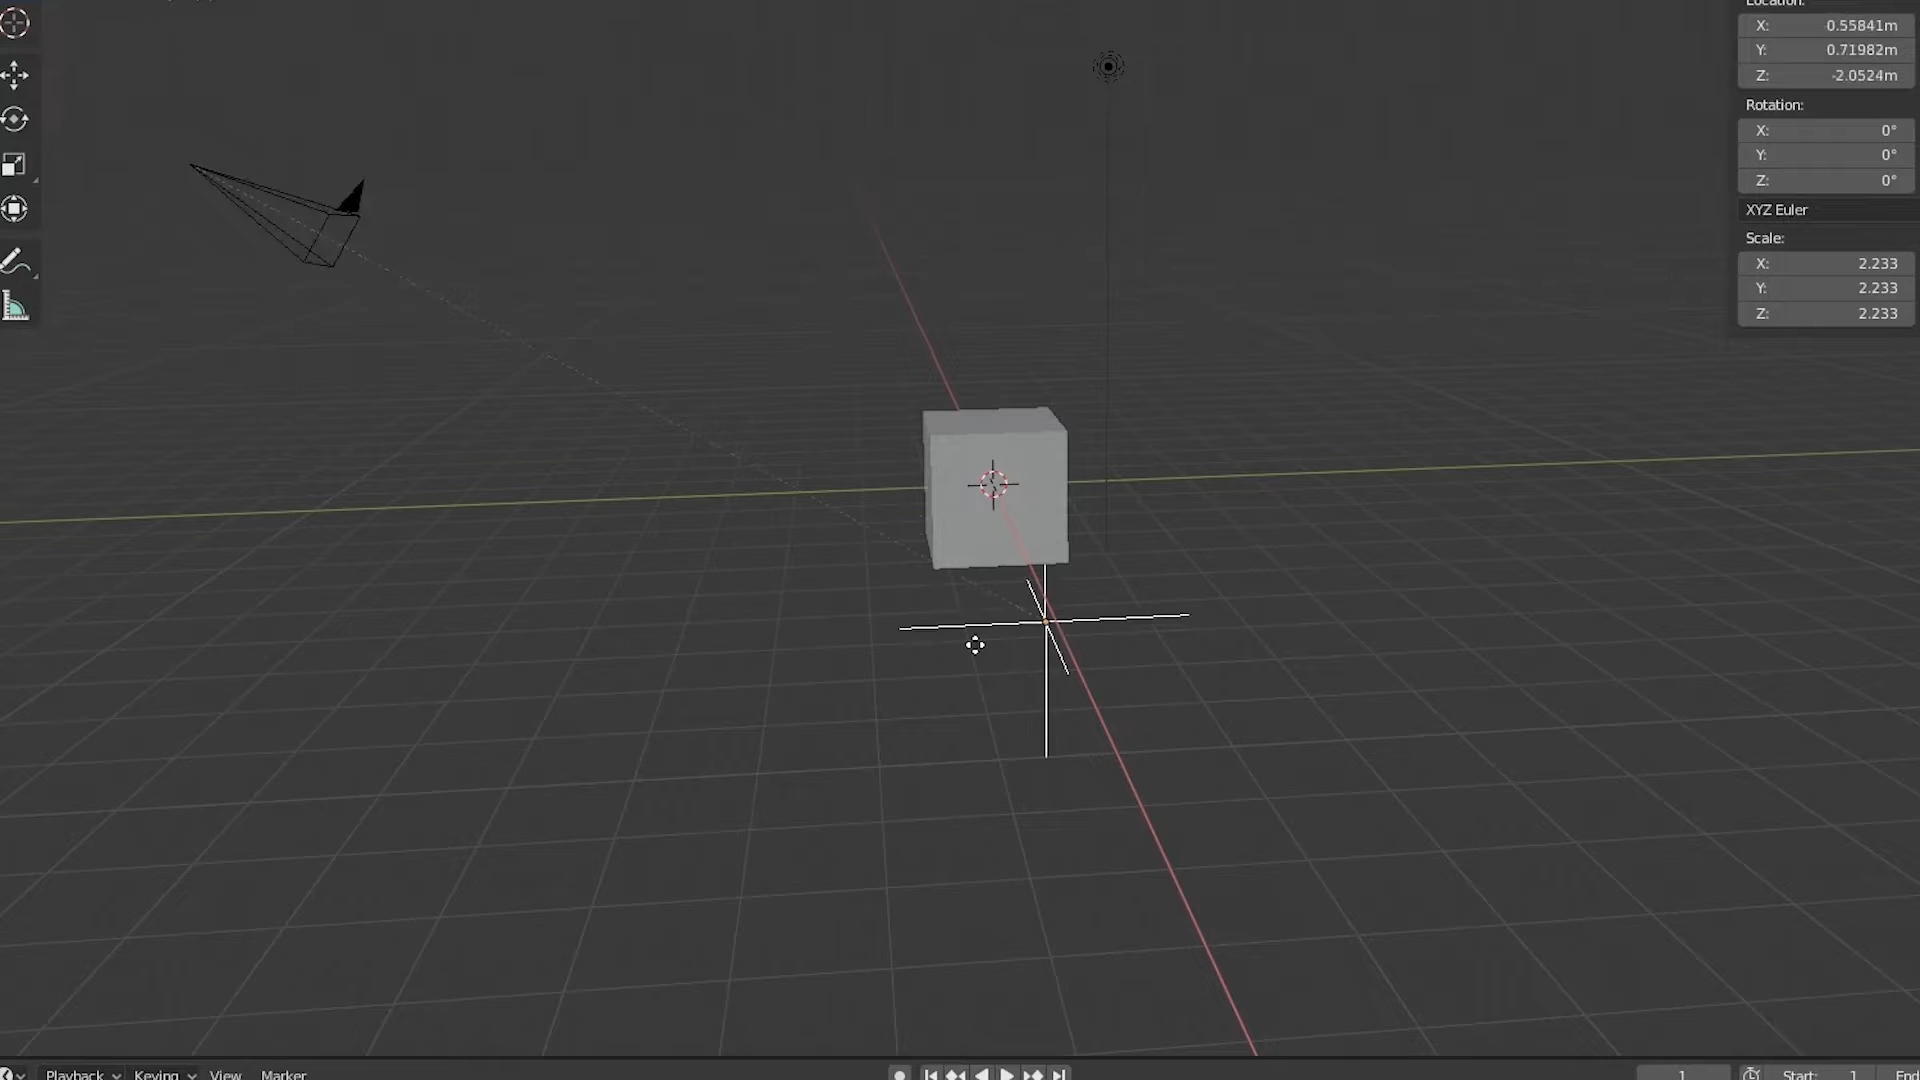 Location:
X: 0.55841m
Y: 0.71982m
Z: -2.0524m
Rotation:
X: 0°
Y: 0°
Z: 0°
XYZ Euler
Scale:
X: 2.233
Y: 2.233
Z: 2.233
Playback Keying View Marker 1 Start: 1 End